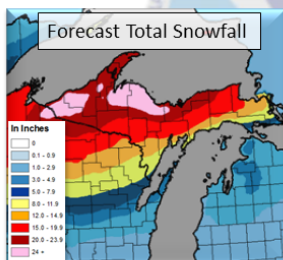 Forecast Total Snowfall
In Inches
0
0.1 - 0.9
1.0 - 2.9
3.0 - 4.9
5.0 - 7.9
8.0 - 11.9
12.0 - 14.9
15.0 - 19.9
20.0 - 23.9
24 +